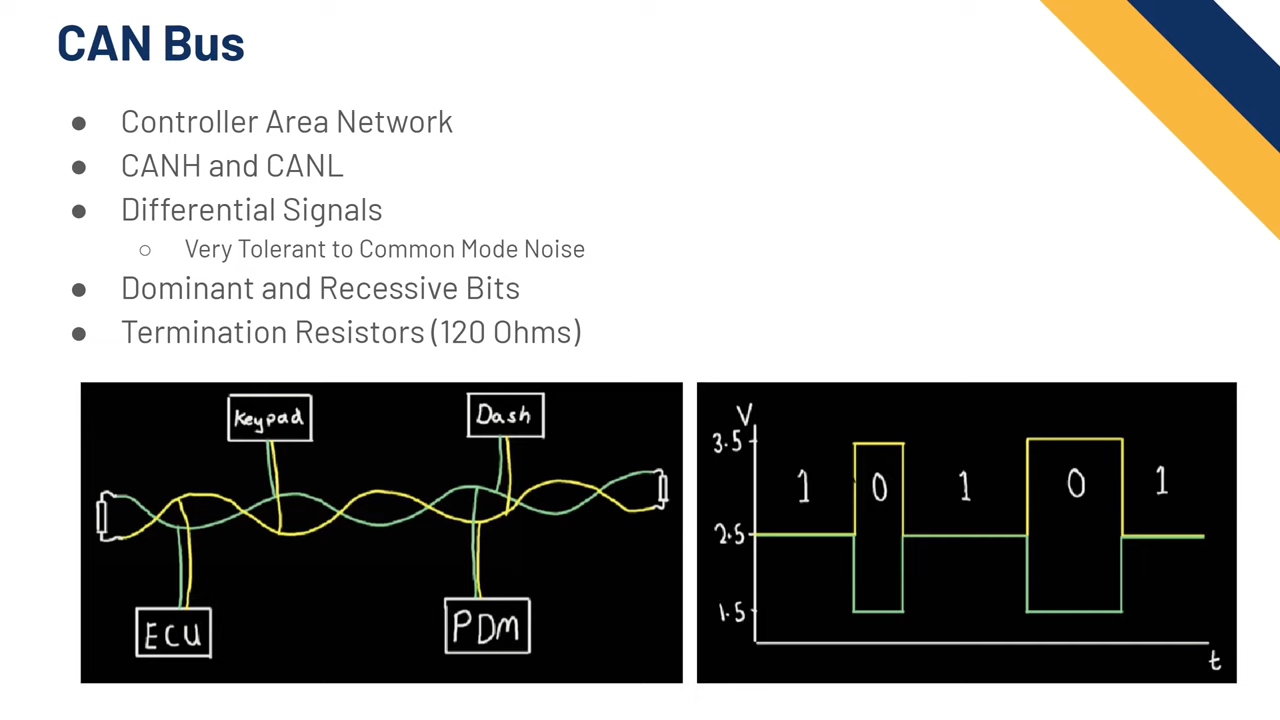 CAN Bus
● Controller Area Network
● CANH and CANL
● Differential Signals
○ Very Tolerant to Common Mode Noise
● Dominant and Recessive Bits
● Termination Resistors (120 Ohms)
Keypad
Dash
ECU
PDM
V
3.5
1 0 1 0 1
2.5
1.5
t